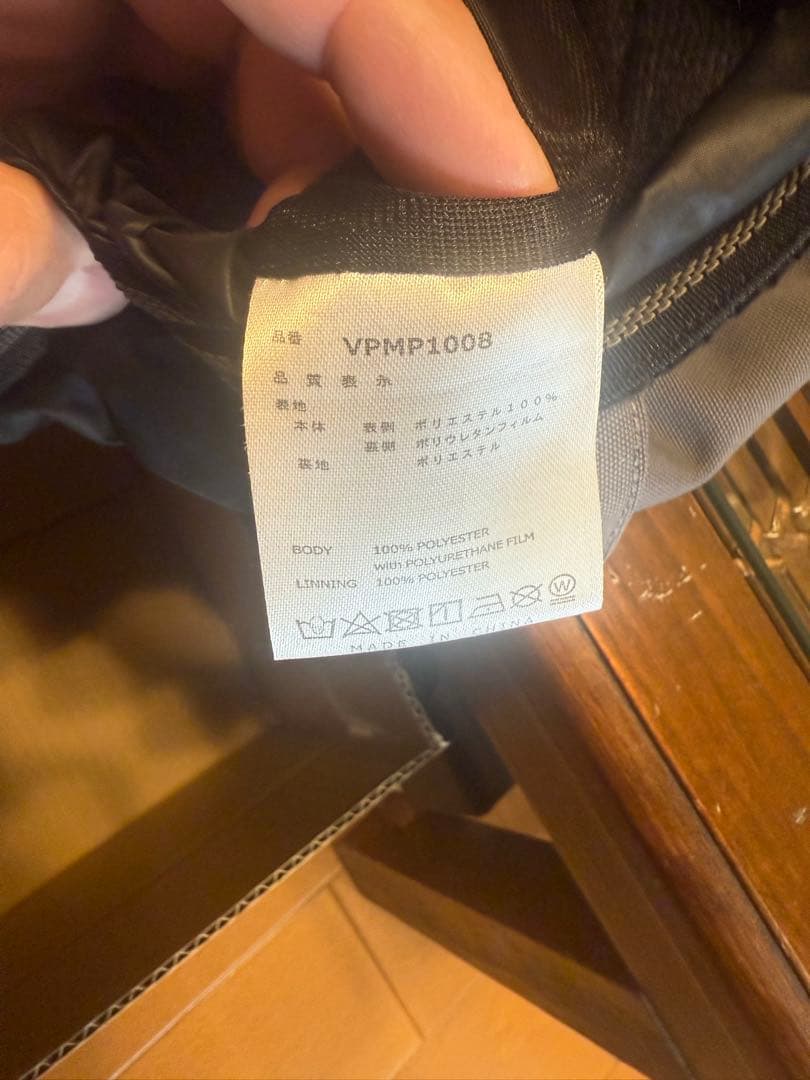 品番 VPMP1008
品質表示
表地
本体 表側 ポリエステル100%
裏側 ポリウレタンフィルム
裏地 ポリエステル
BODY 100% POLYESTER
with POLYURETHANE FILM
LINNING 100% POLYESTER
W
MADE IN CHINA